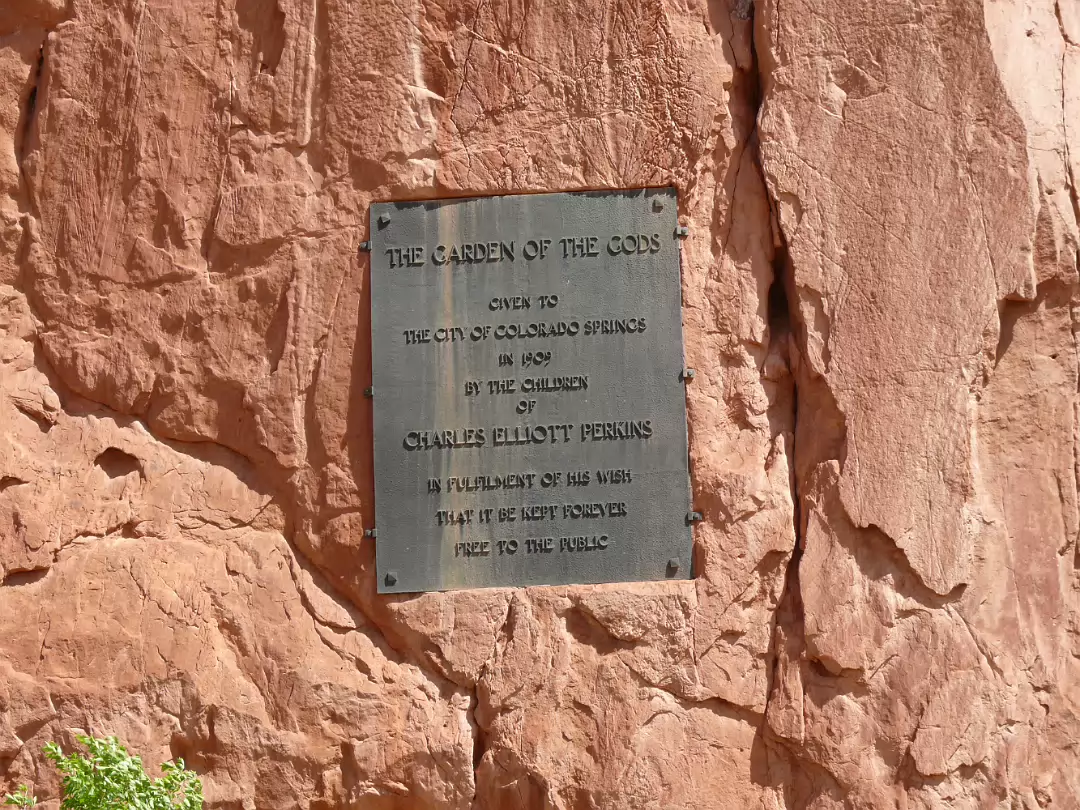 THE GARDEN OF THE GODS
GIVEN TO
THE CITY OF COLORADO SPRINGS
IN 1909
BY THE CHILDREN
OF
CHARLES ELLIOTT PERKINS
IN FULFILMENT OF HIS WISH
THAT IT BE KEPT FOREVER
FREE TO THE PUBLIC